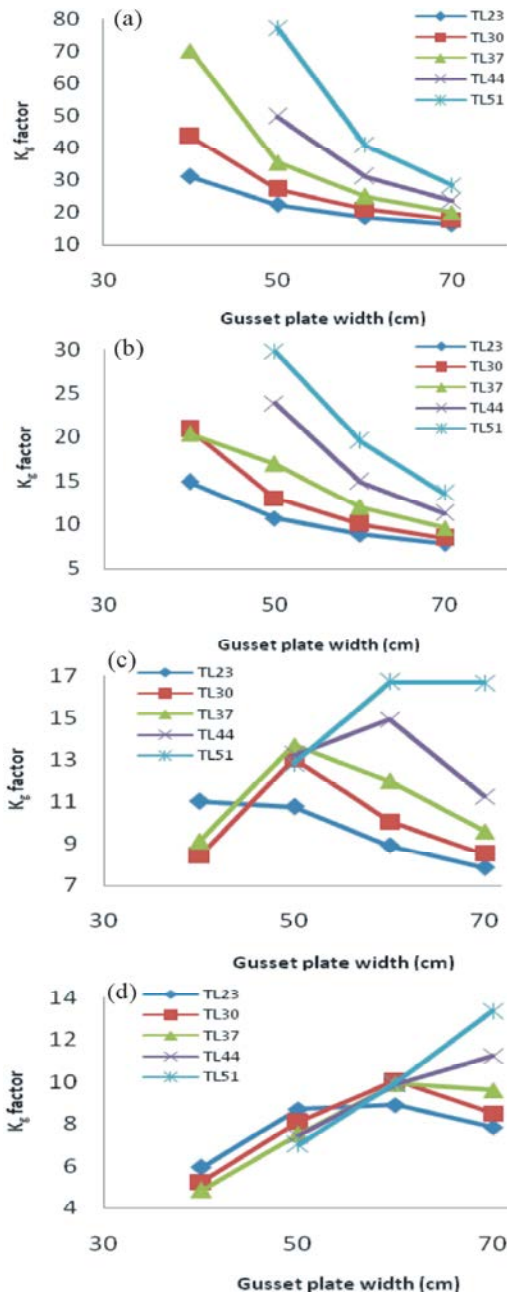 (a)
80
70
60
50
40
30
20
10
K_g factor
30
50
70
Gusset plate width (cm)
TL23
TL30
TL37
TL44
TL51
(b)
30
25
20
15
10
5
K_g factor
30
50
70
Gusset plate width (cm)
TL23
TL30
TL37
TL44
TL51
(c)
17
15
13
11
9
7
K_g factor
30
50
70
Gusset plate width (cm)
TL23
TL30
TL37
TL44
TL51
(d)
14
12
10
8
6
4
K_g factor
30
50
70
Gusset plate width (cm)
TL23
TL30
TL37
TL44
TL51